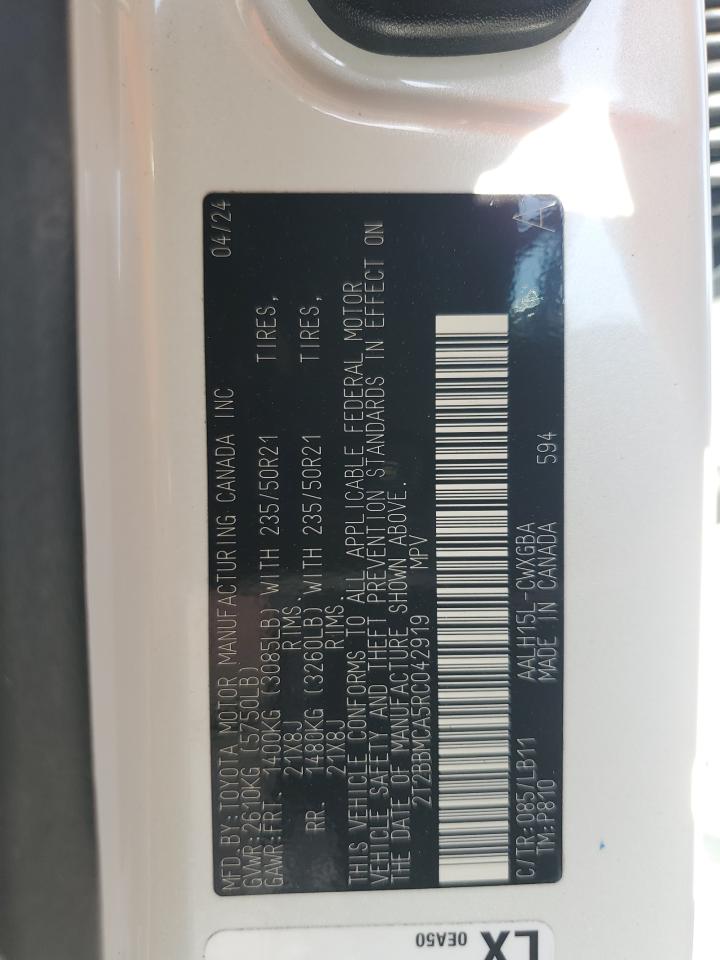 MFD. BY: TOYOTA MOTOR MANUFACTURING CANADA INC 04/24
GVWR: 2610KG (5750LB)
GAWR: FRT. 1400KG (3085LB) WITH 235/50R21 TIRES,
21X8J RIMS.
RR. 1480KG (3260LB) WITH 235/50R21 TIRES,
21X8J RIMS
THIS VEHICLE CONFORMS TO ALL APPLICABLE FEDERAL MOTOR
VEHICLE SAFETY AND THEFT PREVENTION STANDARDS IN EFFECT ON
THE DATE OF MANUFACTURE SHOWN ABOVE.
2T2BBMCA5RC042919 MPV
C/TR: 085/LB11 AALH15L-CWXGBA 594 A
TM: P810 MADE IN CANADA
LX
0EA50